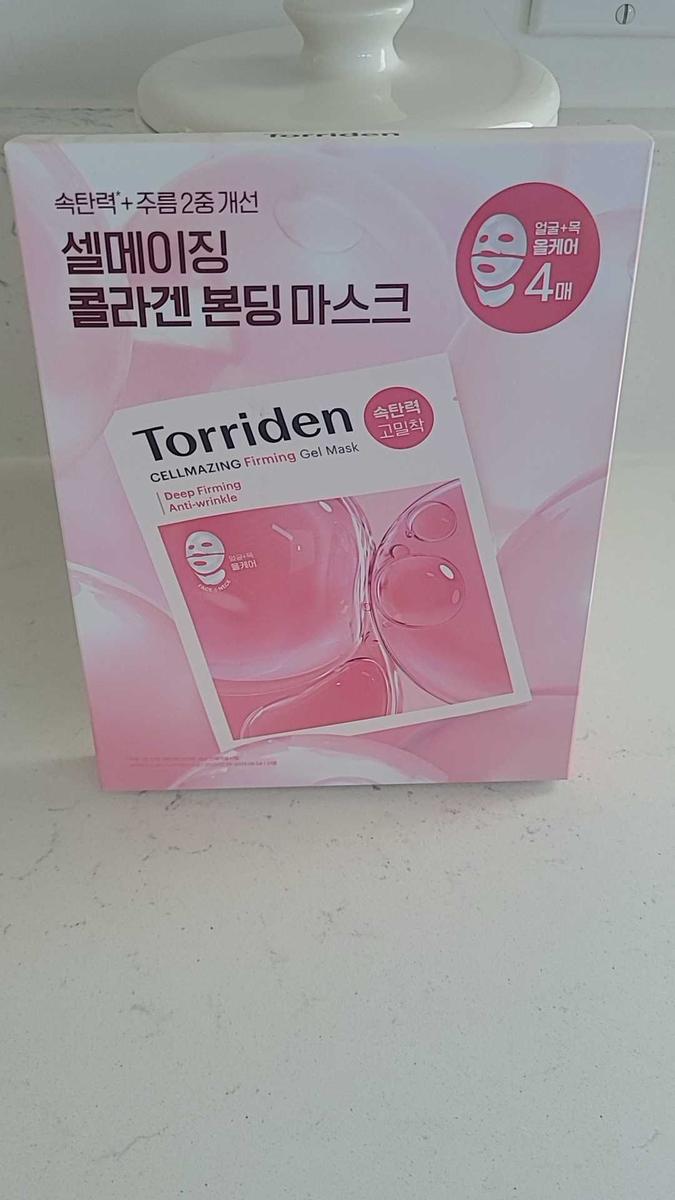 Torriden
속탄력*+주름 2중 개선
셀메이징
콜라겐 본딩 마스크
얼굴+목
올케어
4매
Torriden
속탄력
고밀착
CELLMAZING Firming Gel Mask
Deep Firming
Anti-wrinkle
얼굴+목
올케어
FACE & NECK